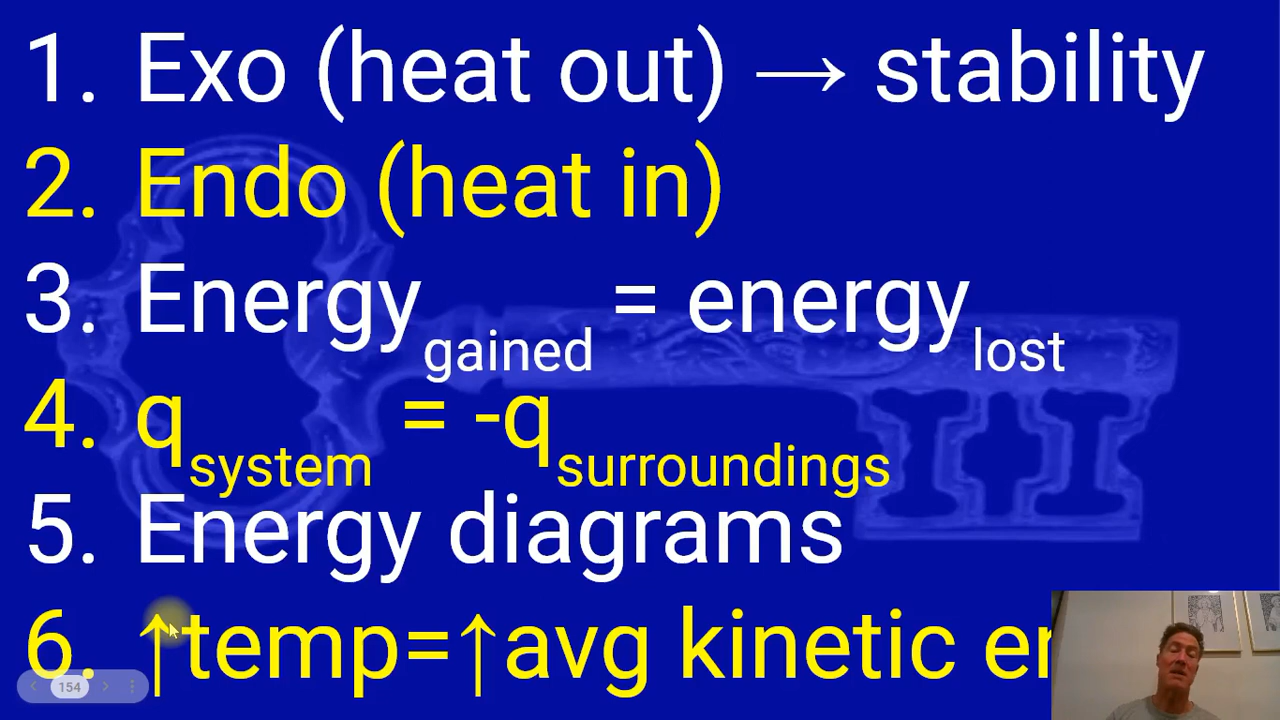 1. Exo (heat out) → stability
2. Endo (heat in)
3. Energy gained = energy lost
4. q system = -q surroundings
5. Energy diagrams
6. ↑temp=↑avg kinetic
154